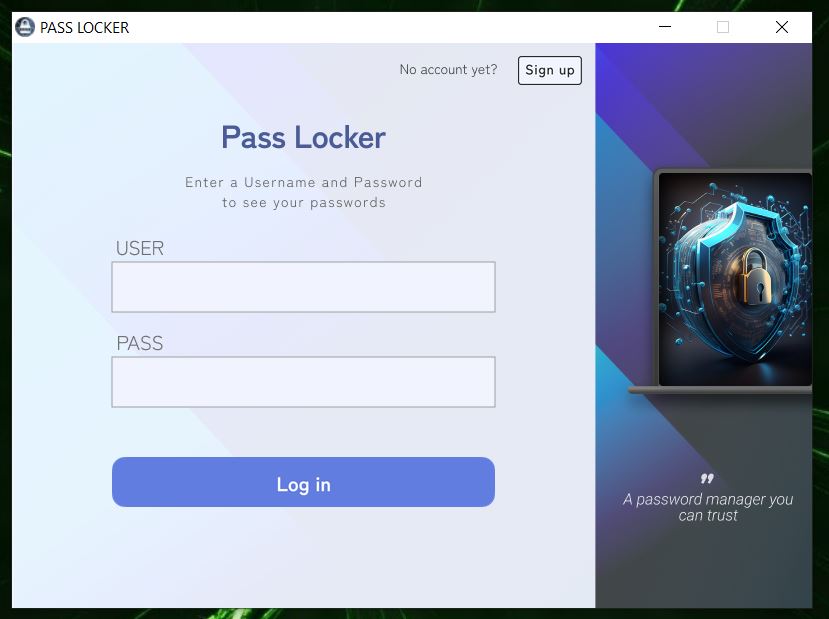 PASS LOCKER
No account yet?
Sign up
Pass Locker
Enter a Username and Password
to see your passwords
USER
PASS
Log in
"
A password manager you
can trust